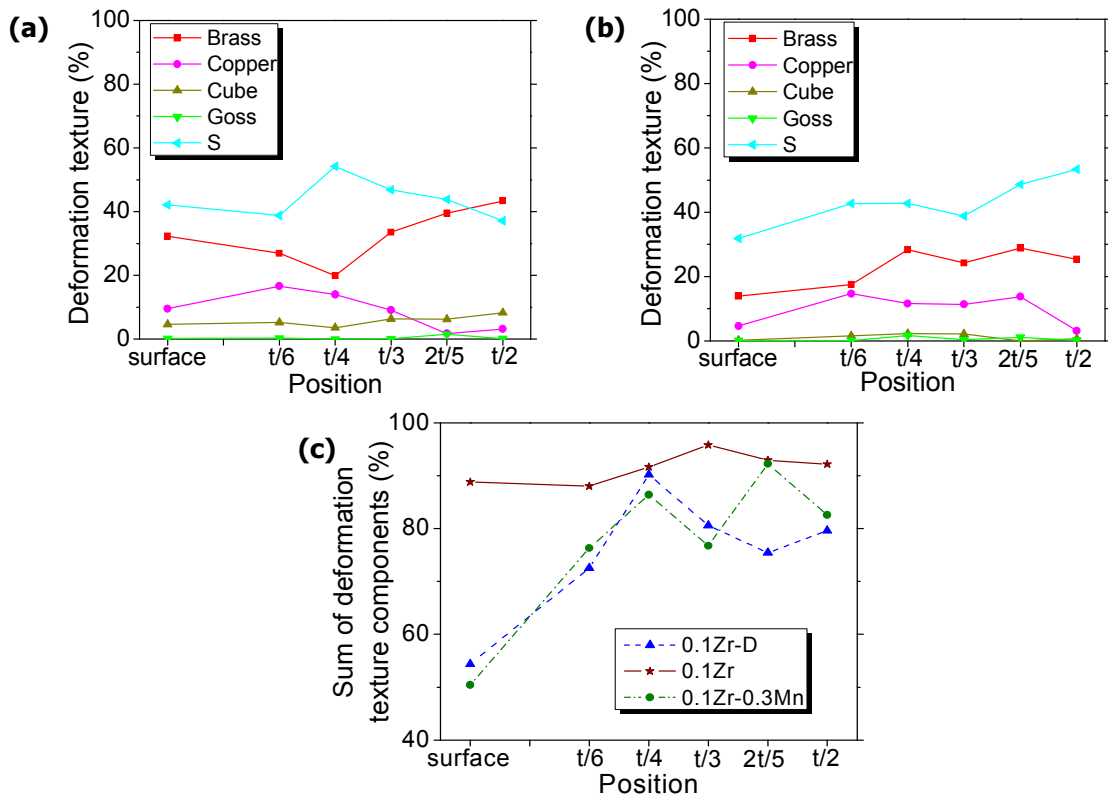 (a)
Deformation texture (%)
100
80
60
40
20
0
Brass
Copper
Cube
Goss
S
surface t/6 t/4 t/3 2t/5 t/2
Position
(b)
Deformation texture (%)
100
80
60
40
20
0
Brass
Copper
Cube
Goss
S
surface t/6 t/4 t/3 2t/5 t/2
Position
(c)
Sum of deformation
texture components (%)
100
80
60
40
0.1Zr-D
0.1Zr
0.1Zr-0.3Mn
surface t/6 t/4 t/3 2t/5 t/2
Position